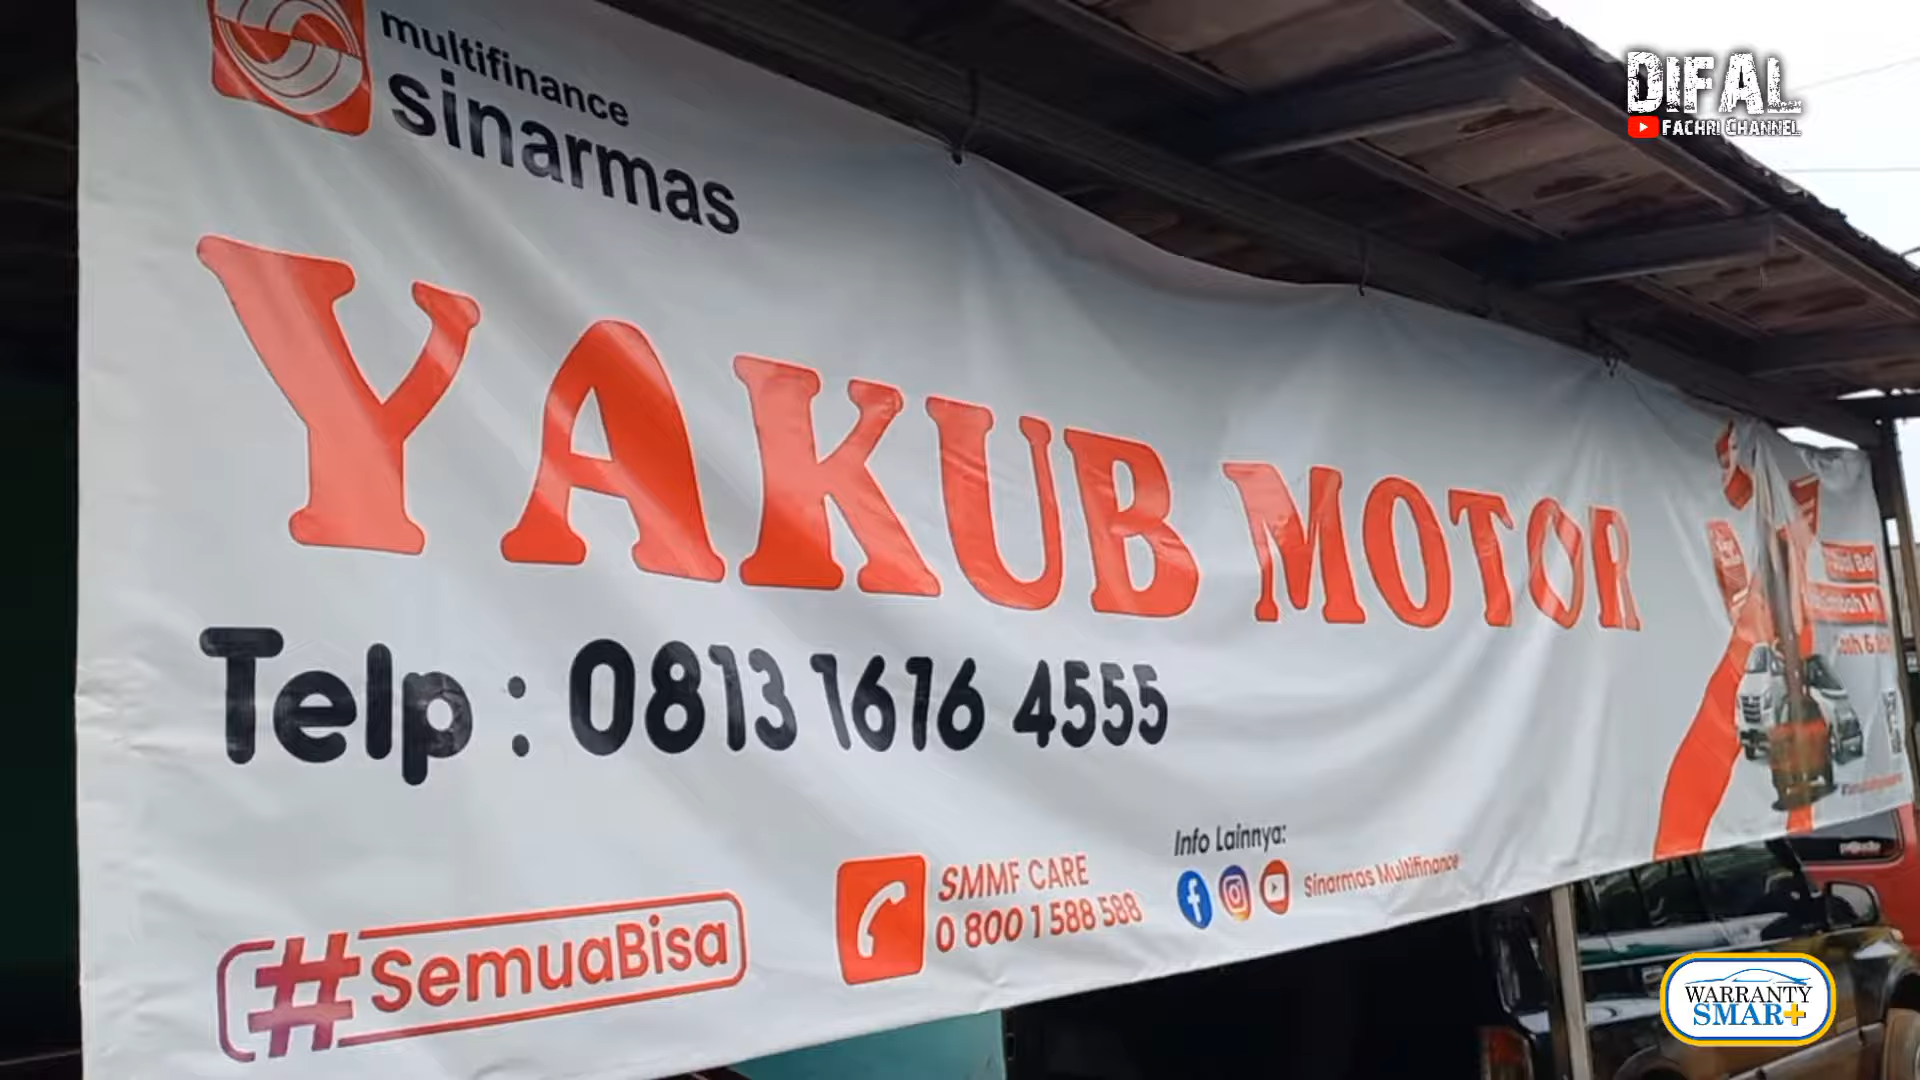 multifinance
sinarmas
DIFAL
FACHRI CHANNEL
YAKUB MOTOR
Telp : 0813 1616 4555
#SemuaBisa
SMMF CARE
0 800 1 588 588
Info Lainnya:
Sinarmas Multifinance
WARRANTY
SMAR+